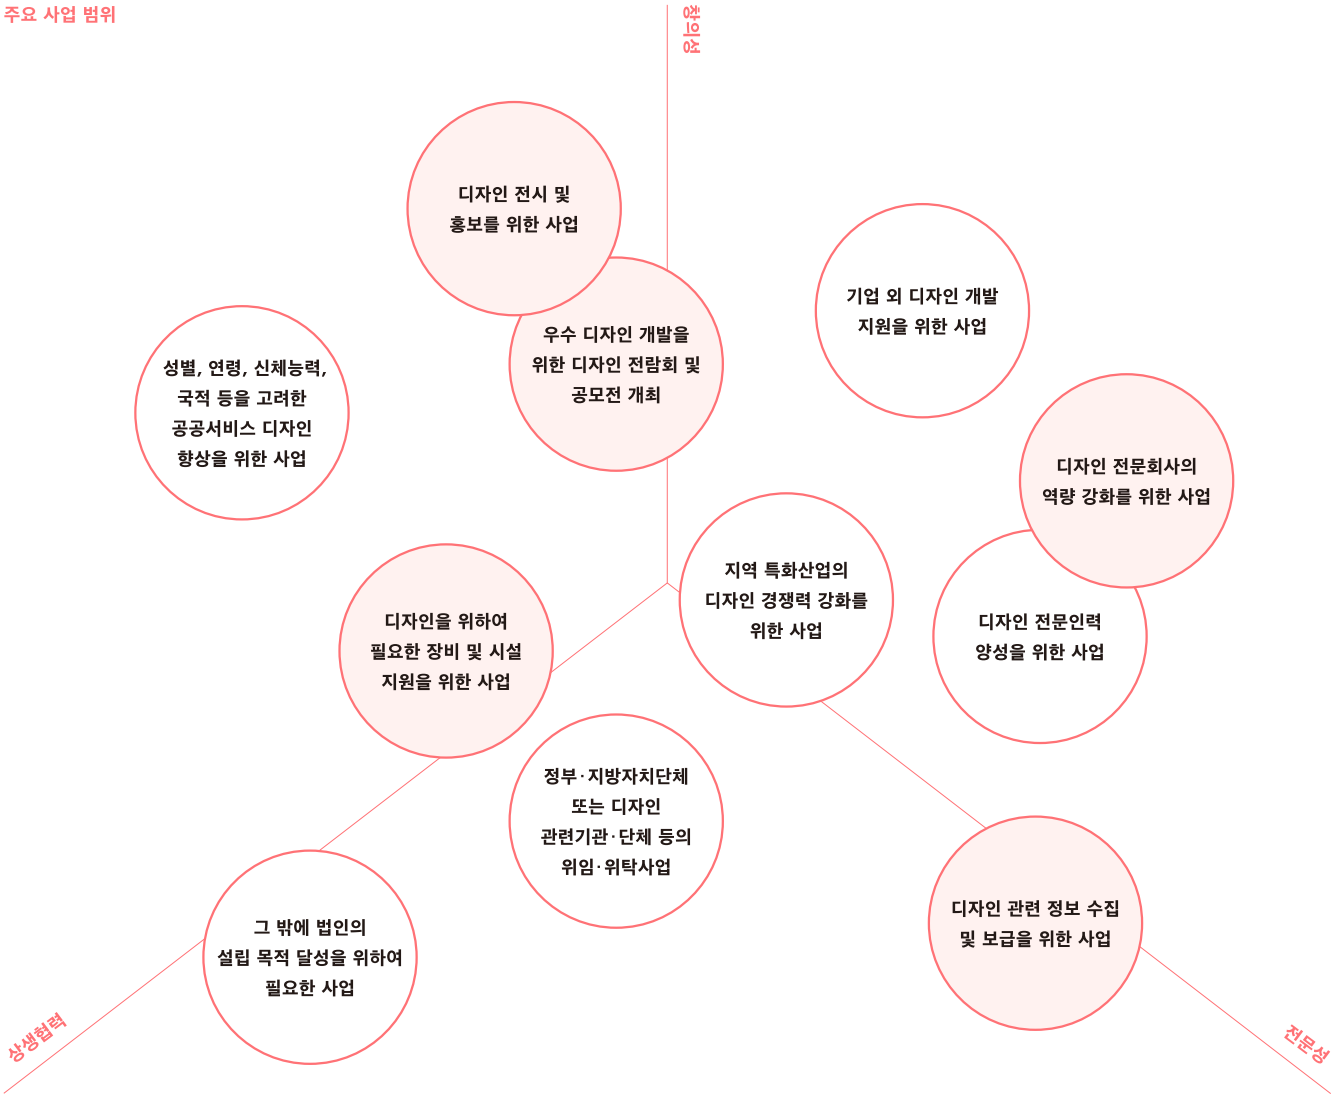 주요 사업 범위
창의성
디자인 전시 및
홍보를 위한 사업
우수 디자인 개발을
위한 디자인 전람회 및
공모전 개최
기업 외 디자인 개발
지원을 위한 사업
성별, 연령, 신체능력,
국적 등을 고려한
공공서비스 디자인
향상을 위한 사업
디자인 전문회사의
역량 강화를 위한 사업
지역 특화산업의
디자인 경쟁력 강화를
위한 사업
디자인을 위하여
필요한 장비 및 시설
지원을 위한 사업
디자인 전문인력
양성을 위한 사업
정부·지방자치단체
또는 디자인
관련기관·단체 등의
위임·위탁사업
디자인 관련 정보 수집
및 보급을 위한 사업
그 밖에 법인의
설립 목적 달성을 위하여
필요한 사업
상생협력
전문성